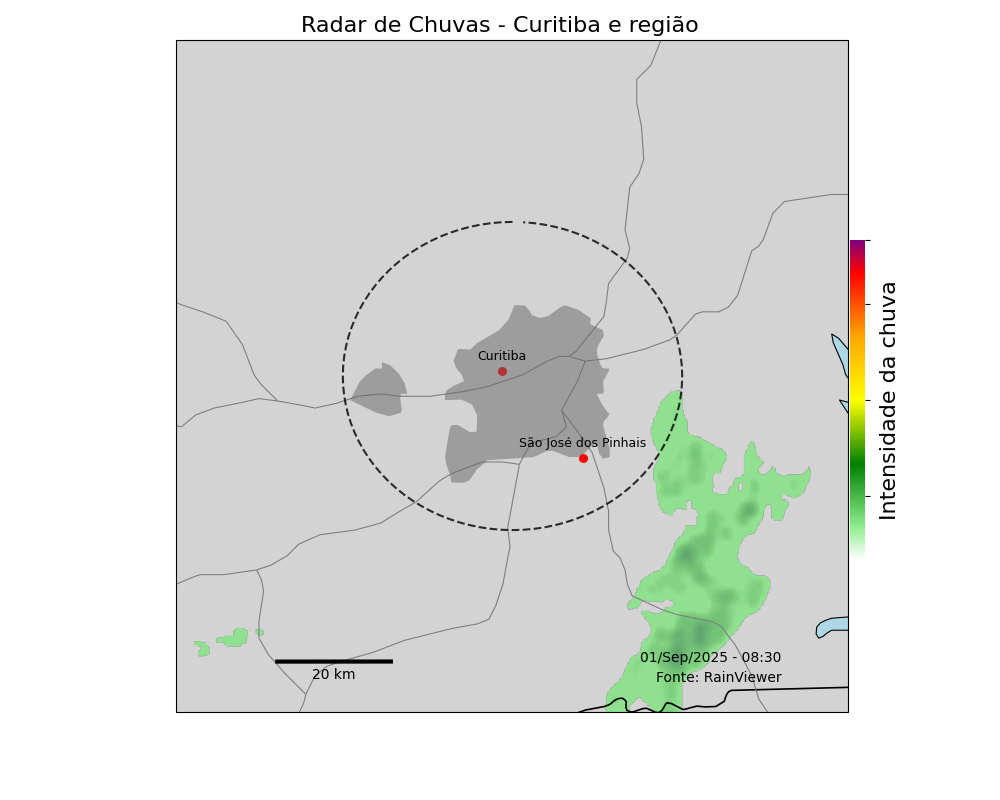 Radar de Chuvas - Curitiba e região
Curitiba
São José dos Pinhais
Intensidade da chuva
01/Sep/2025 - 08:30
20 km
Fonte: RainViewer